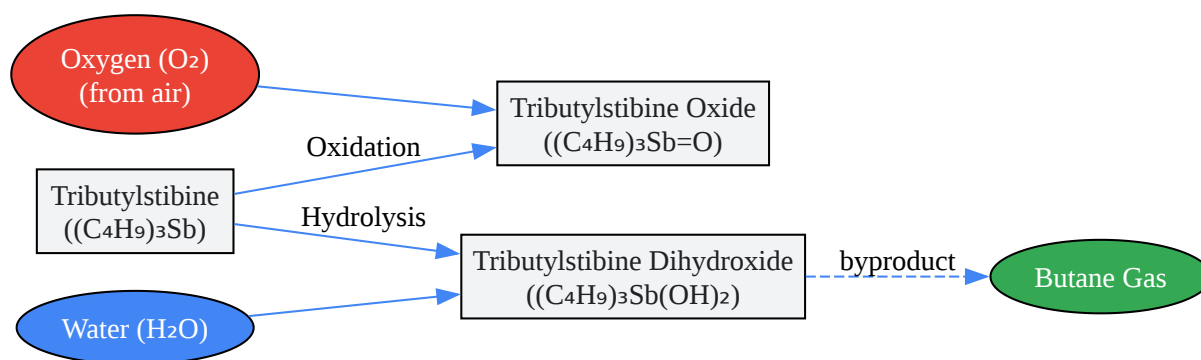 Oxygen (O₂)
(from air)
Tributylstibine Oxide
((C₄H₉)₃Sb=O)
Oxidation
Tributylstibine
((C₄H₉)₃Sb)
Hydrolysis
Tributylstibine Dihydroxide
((C₄H₉)₃Sb(OH)₂)
byproduct
Butane Gas
Water (H₂O)